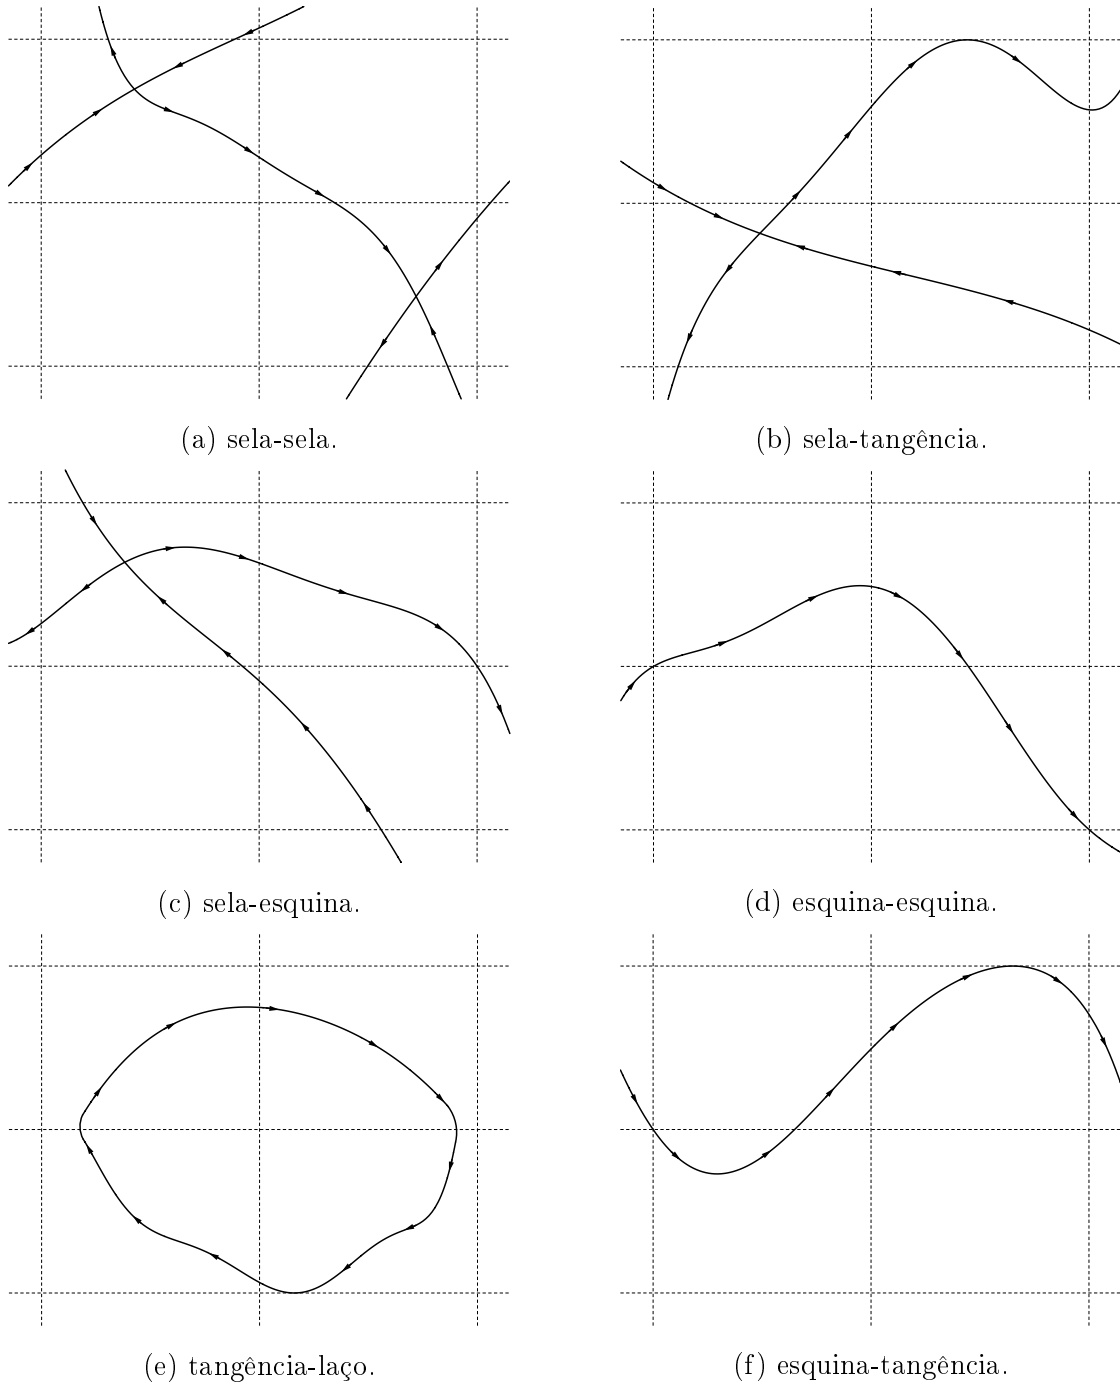 (a) sela-sela.
(b) sela-tangência.
(c) sela-esquina.
(d) esquina-esquina.
(e) tangência-laço.
(f) esquina-tangência.